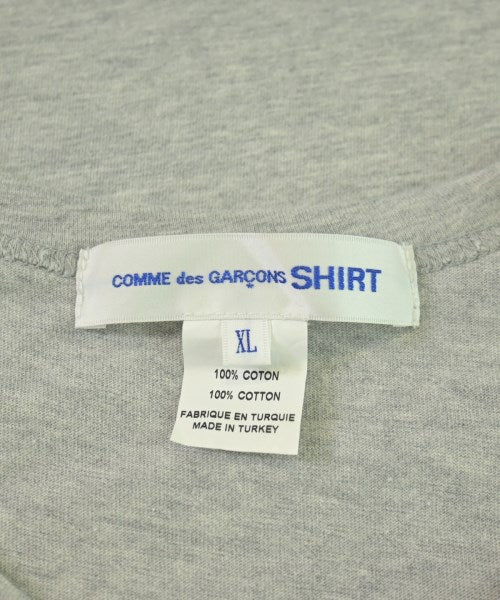 COMME des GARÇONS SHIRT
XL
100% COTON
100% COTTON
FABRIQUE EN TURQUIE
MADE IN TURKEY